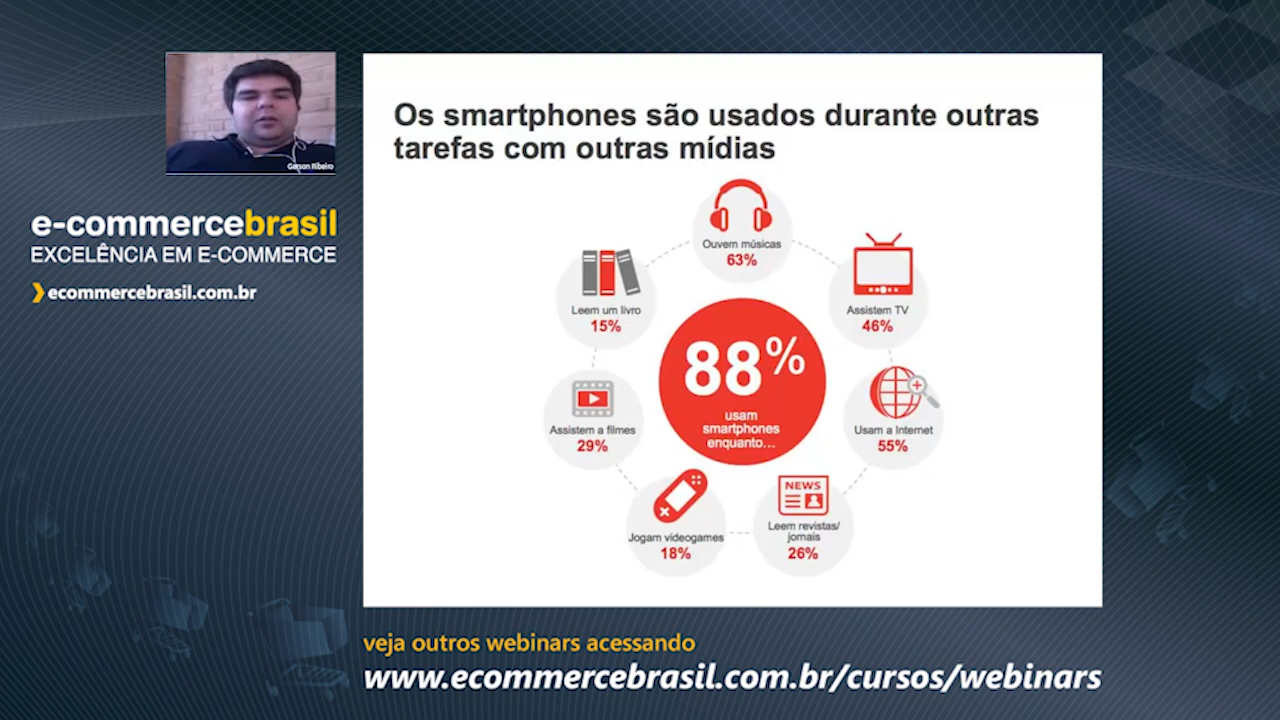 Gerson Ribeiro
e-commercebrasil
EXCELÊNCIA EM E-COMMERCE
ecommercebrasil.com.br
Os smartphones são usados durante outras
tarefas com outras mídias
Ouvem músicas
63%
Assistem TV
46%
Usam a Internet
55%
NEWS
Leem revistas/
jornais
26%
Jogam videogames
18%
Assistem a filmes
29%
Leem um livro
15%
88%
usam
smartphones
enquanto...
veja outros webinars acessando
www.ecommercebrasil.com.br/cursos/webinars